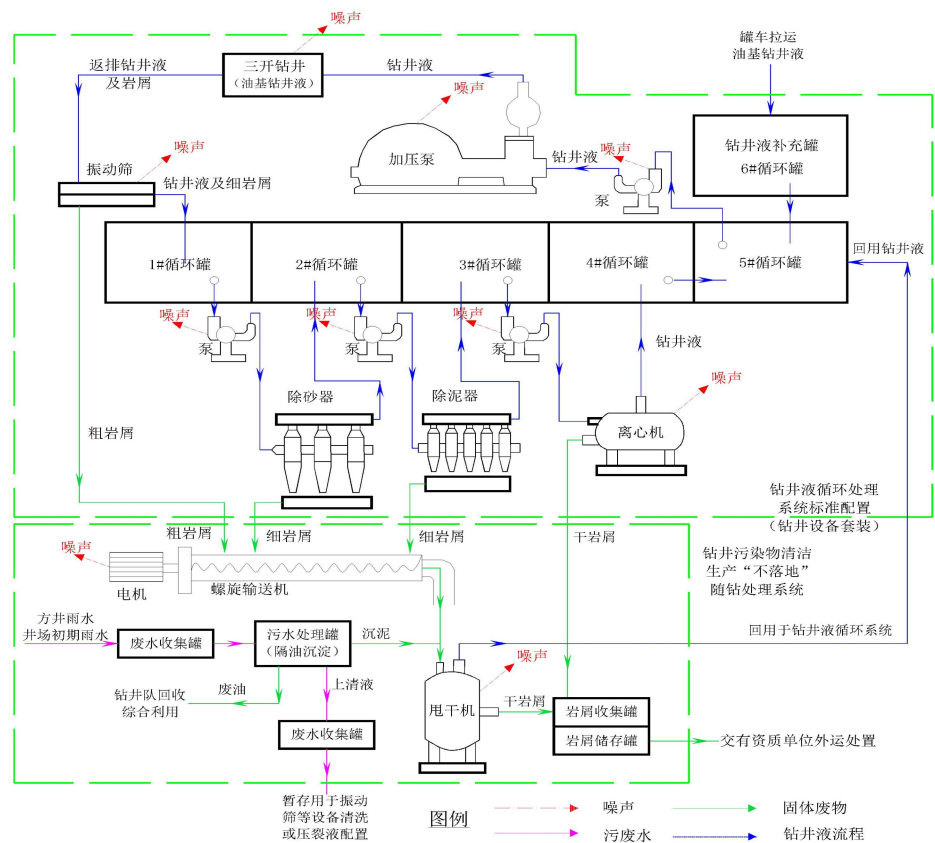 噪声
罐车拉运
油基钻井液
返排钻井液
及岩屑
三开钻井
（油基钻井液）
钻井液
噪声
加压泵
钻井液
噪声
泵
钻井液补充罐
6#循环罐
振动筛
噪声
钻井液及细岩屑
1#循环罐
2#循环罐
3#循环罐
4#循环罐
5#循环罐
回用钻井液
噪声
泵
噪声
泵
噪声
泵
钻井液
噪声
除砂器
除泥器
离心机
粗岩屑
钻井液循环处理
系统标准配置
（钻井设备套装）
粗岩屑
细岩屑
细岩屑
干岩屑
噪声
电机
螺旋输送机
钻井污染物清洁
生产“不落地”
随钻处理系统
方井雨水
井场初期雨水
废水收集罐
污水处理罐
（隔油沉淀）
沉泥
回用于钻井液循环系统
噪声
钻井队回收
综合利用
废油
上清液
甩干机
干岩屑
岩屑收集罐
岩屑储存罐
交有资质单位外运处置
废水收集罐
暂存用于振动
筛等设备清洗
或压裂液配置
图例
噪声
固体废物
污废水
钻井液流程